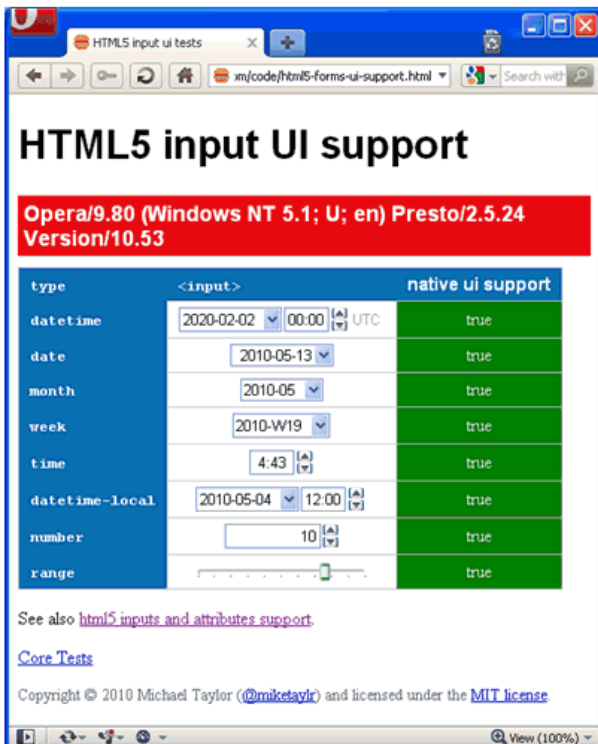 HTML5 input ui tests
xm/code/html5-forms-ui-support.html
Search with
HTML5 input UI support
Opera/9.80 (Windows NT 5.1; U; en) Presto/2.5.24
Version/10.53
type <input> native ui support
datetime 2020-02-02 00:00 UTC true
date 2010-05-13 true
month 2010-05 true
week 2010-W19 true
time 4:43 true
datetime-local 2010-05-04 12:00 true
number 10 true
range true
See also html5 inputs and attributes support.
Core Tests
Copyright © 2010 Michael Taylor (@miketaylr) and licensed under the MIT license.
View (100%)